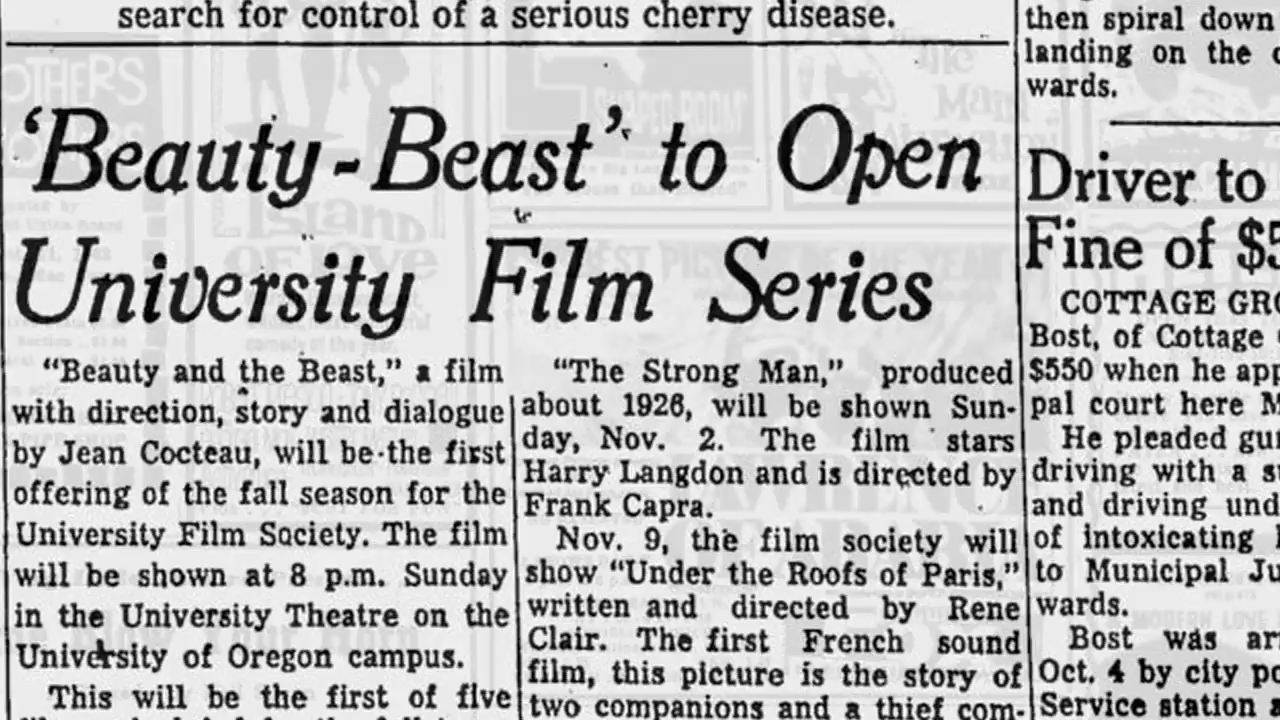 search for control of a serious cherry disease.
'Beauty-Beast' to Open
University Film Series
"Beauty and the Beast," a film
with direction, story and dialogue
by Jean Cocteau, will be the first
offering of the fall season for the
University Film Society. The film
will be shown at 8 p.m. Sunday
in the University Theatre on the
University of Oregon campus.
This will be the first of five
"The Strong Man," produced
about 1926, will be shown Sun-
day, Nov. 2. The film stars
Harry Langdon and is directed by
Frank Capra.
Nov. 9, the film society will
show "Under the Roofs of Paris,"
written and directed by Rene
Clair. The first French sound
film, this picture is the story of
two companions and a thief com-
then spiral down
landing on the
wards.
Driver to
Fine of $5
COTTAGE GRO
Bost, of Cottage
$550 when he app
pal court here M
He pleaded gu
driving with a s
and driving und
of intoxicating
to Municipal Ju
wards.
Bost was ar
Oct. 4 by city po
Service station a